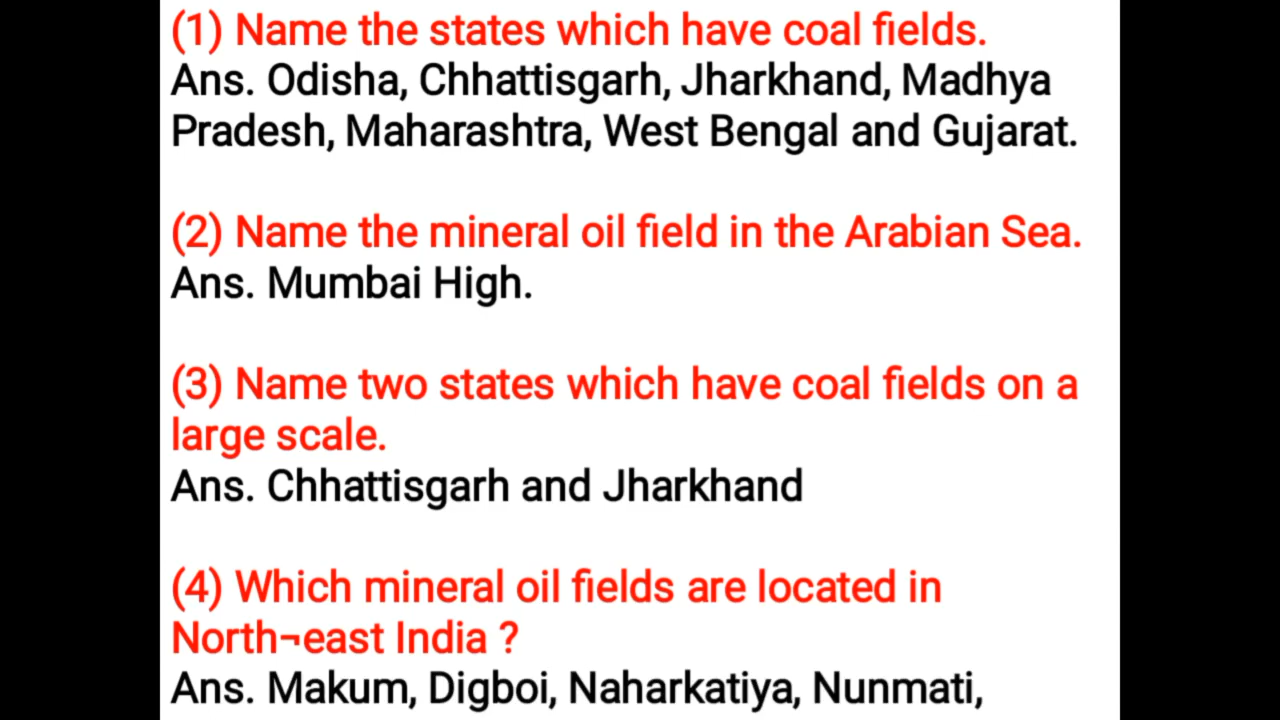 (1) Name the states which have coal fields.
Ans. Odisha, Chhattisgarh, Jharkhand, Madhya
Pradesh, Maharashtra, West Bengal and Gujarat.
(2) Name the mineral oil field in the Arabian Sea.
Ans. Mumbai High.
(3) Name two states which have coal fields on a
large scale.
Ans. Chhattisgarh and Jharkhand
(4) Which mineral oil fields are located in
North¬east India ?
Ans. Makum, Digboi, Naharkatiya, Nunmati,